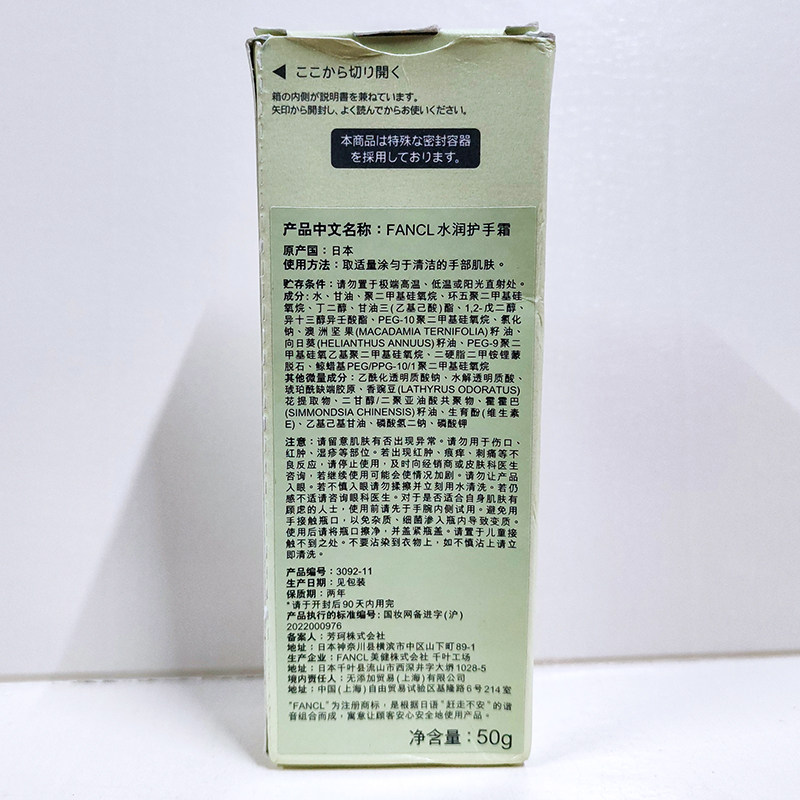 ◀ ここから切り開く
箱の内側が説明書を兼ねています。
矢印から開封し、よく読んでからお使いください。
本商品は特殊な密封容器
を採用しております。
产品中文名称：FANCL 水润护手霜
原产国：日本
使用方法：取适量涂匀于清洁的手部肌肤。
贮存条件：请勿置于极端高温、低温或阳光直射处。
成分：水、甘油、聚二甲基硅氧烷、环五聚二甲基硅
氧烷、丁二醇、甘油三(乙基己酸)酯、1,2-戊二醇、
异十三醇异壬酸酯、PEG-10聚二甲基硅氧烷、氯化
钠、澳洲坚果(MACADAMIA TERNIFOLIA)籽油、
向日葵(HELIANTHUS ANNUUS)籽油、PEG-9聚二
甲基硅氧乙基聚二甲基硅氧烷、二硬脂二甲铵锂蒙
脱石、鲸蜡基PEG/PPG-10/1聚二甲基硅氧烷
其他微量成分：乙酰化透明质酸钠、水解透明质酸、
琥珀酰缺端胶原、香豌豆(LATHYRUS ODORATUS)
花提取物、二甘醇/二聚亚油酸共聚物、霍霍巴
(SIMMONDSIA CHINENSIS)籽油、生育酚(维生素
E)、乙基己基甘油、磷酸氢二钠、磷酸钾
注意：请留意肌肤有否出现异常。请勿用于伤口、
红肿、湿疹等部位。若出现红肿、痕痒、刺痛等不
良反应，请停止使用，及时向经销商或皮肤科医生
咨询，若继续使用可能会使情况加剧。请勿让产品
入眼。若不慎入眼请勿揉擦并立刻用水清洗。若仍
感不适请咨询眼科医生。对于是否适合自身肌肤有
顾虑的人士，使用前请先于手腕内侧试用。避免用
手接触瓶口，以免杂质、细菌渗入瓶内导致变质。
使用后请将瓶口擦净，并盖紧瓶盖。请置于儿童接
触不到之处。不要沾染到衣物上，如不慎沾上请立
即清洗。
产品编号：3092-11
生产日期：见包装
保质期：两年
*请于开封后90天内用完
产品执行的标准编号：国妆网备进字(沪)
2022000976
备案人：芳珂株式会社
地址：日本神奈川县横滨市中区山下町89-1
生产企业：FANCL美健株式会社 千叶工场
地址：日本千叶县流山市西深井字大堺1028-5
境内责任人：无添加贸易(上海)有限公司
地址：中国(上海)自由贸易试验区基隆路6号214室
"FANCL"为注册商标，是根据日语"赶走不安"的谐
音组合而成，寓意让顾客安心安全地使用产品。
净含量：50g